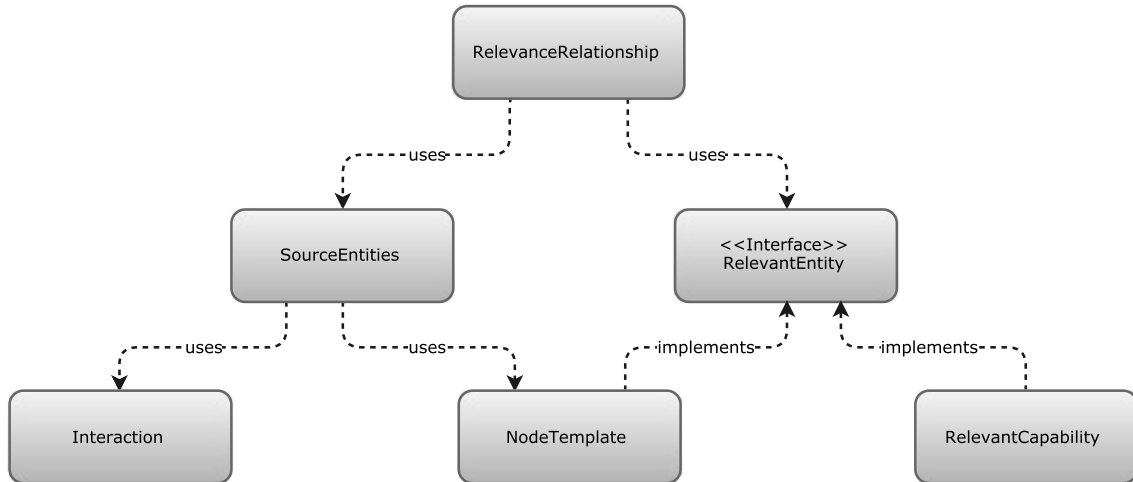 RelevanceRelationship
uses
uses
SourceEntities
<<Interface>>
RelevantEntity
uses
uses
implements
implements
Interaction
NodeTemplate
RelevantCapability